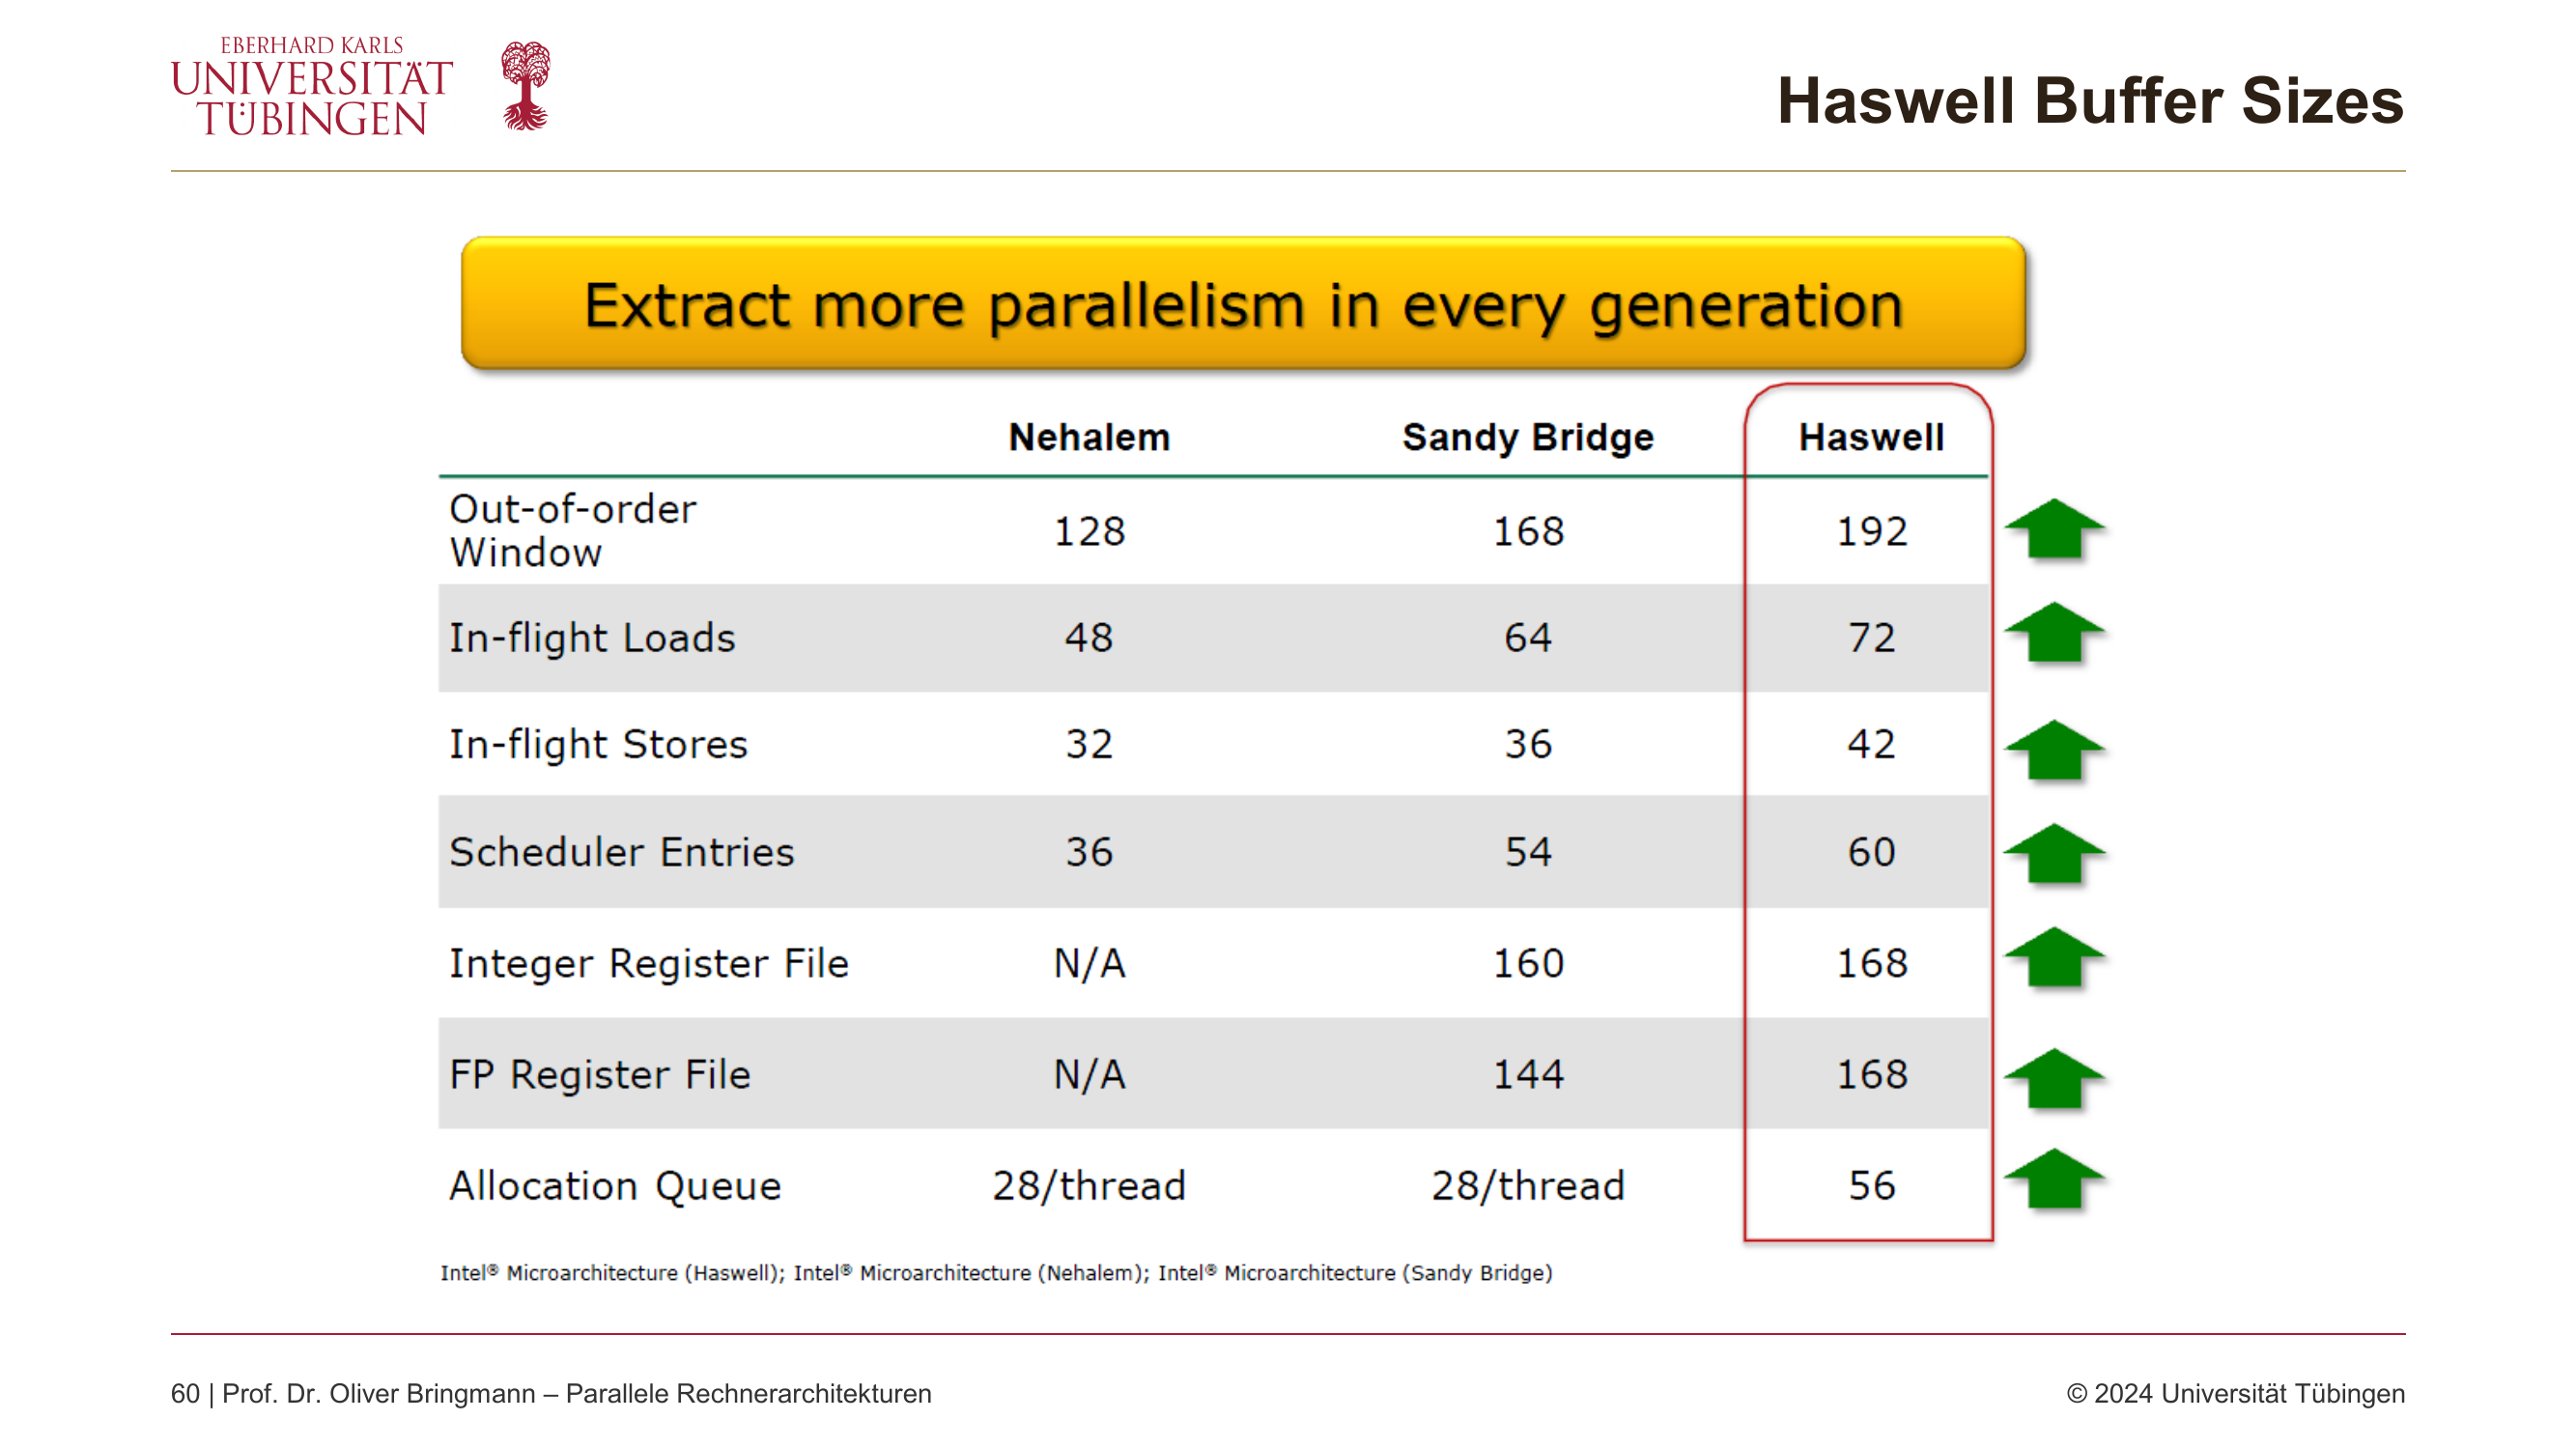 EBERHARD KARLS
UNIVERSITÄT
TÜBINGEN
Haswell Buffer Sizes
Extract more parallelism in every generation
Nehalem Sandy Bridge Haswell
Out-of-order
Window 128 168 192
In-flight Loads 48 64 72
In-flight Stores 32 36 42
Scheduler Entries 36 54 60
Integer Register File N/A 160 168
FP Register File N/A 144 168
Allocation Queue 28/thread 28/thread 56
Intel® Microarchitecture (Haswell); Intel® Microarchitecture (Nehalem); Intel® Microarchitecture (Sandy Bridge)
60 | Prof. Dr. Oliver Bringmann – Parallele Rechnerarchitekturen © 2024 Universität Tübingen